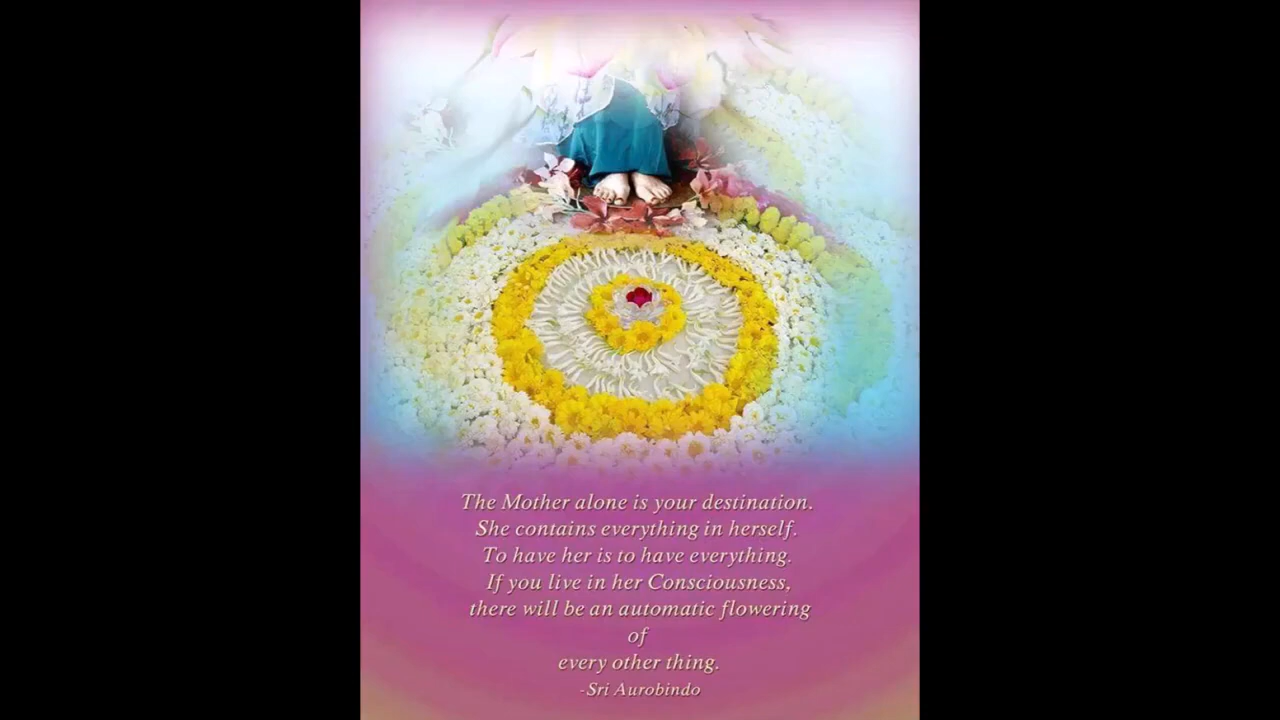 The Mother alone is your destination.
She contains everything in herself.
To have her is to have everything.
If you live in her Consciousness,
there will be an automatic flowering
of
every other thing.
-Sri Aurobindo